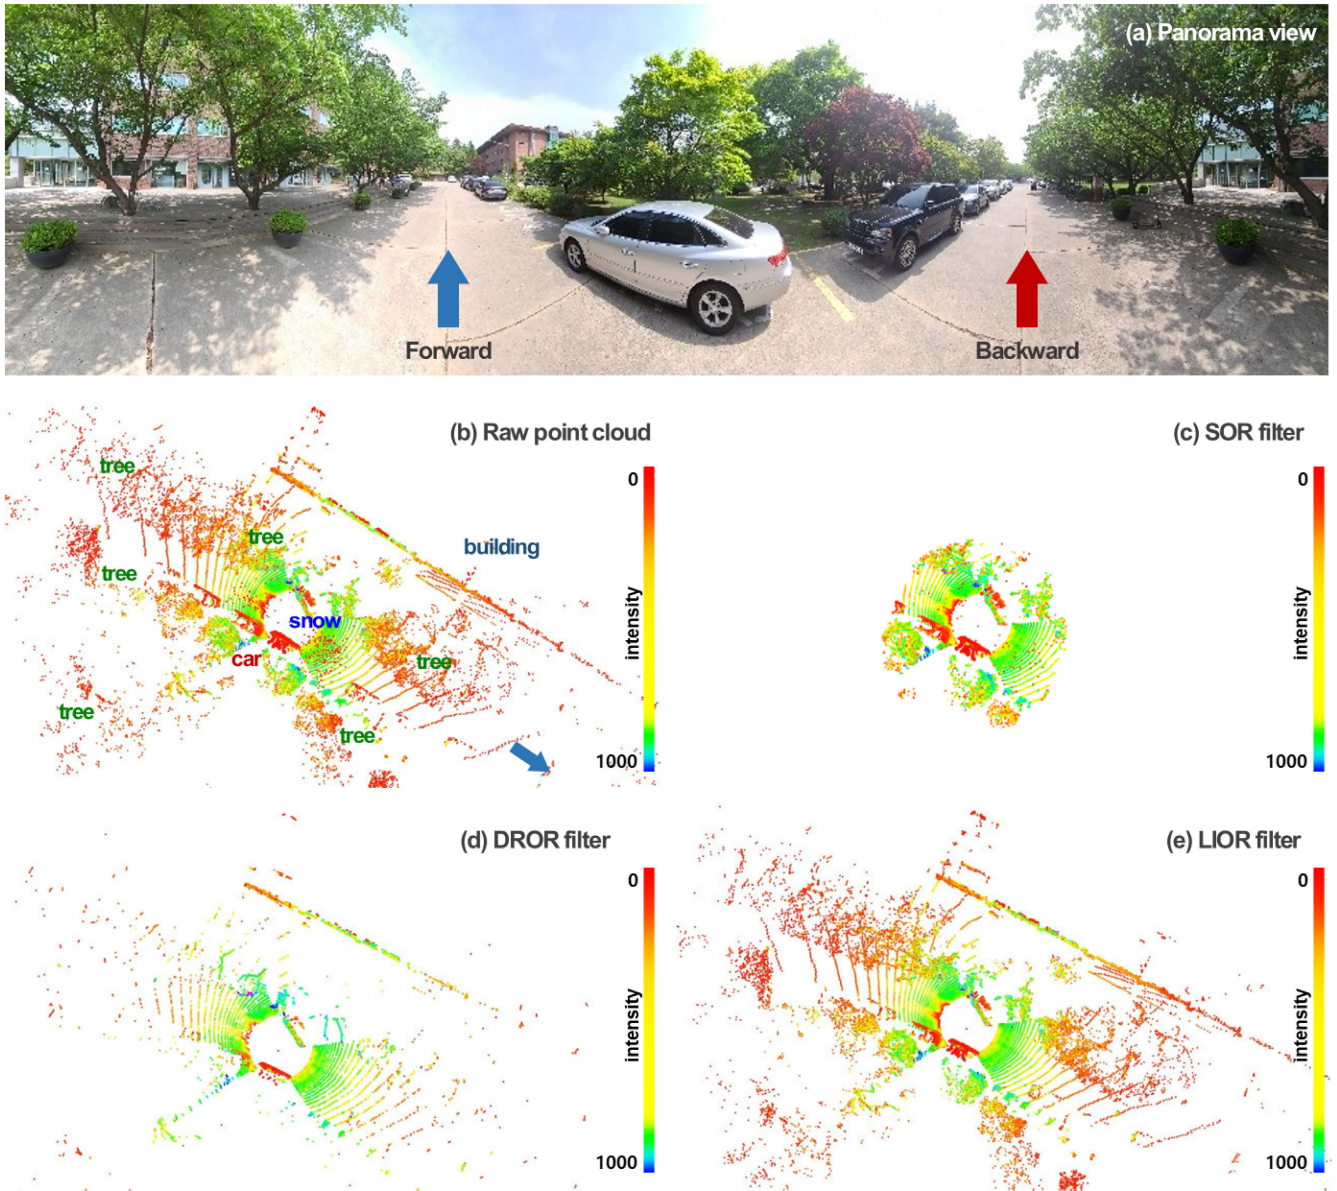 (a) Panorama view
Forward
Backward
(b) Raw point cloud
tree
0
tree
building
tree
intensity
snow
car
tree
tree
tree
1000
(c) SOR filter
0
intensity
1000
(d) DROR filter
0
intensity
1000
(e) LIOR filter
0
intensity
1000